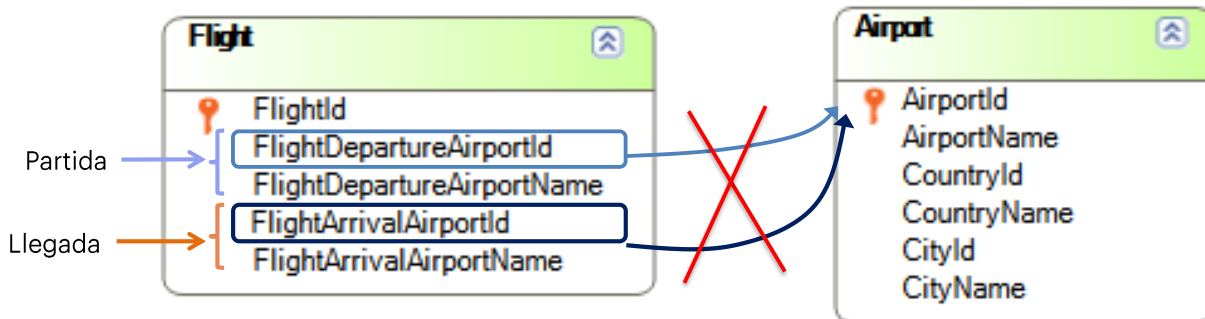 Flight
FlightId
Partida
FlightDepartureAirportId
FlightDepartureAirportName
Llegada
FlightArrivalAirportId
FlightArrivalAirportName
Airport
AirportId
AirportName
CountryId
CountryName
CityId
CityName